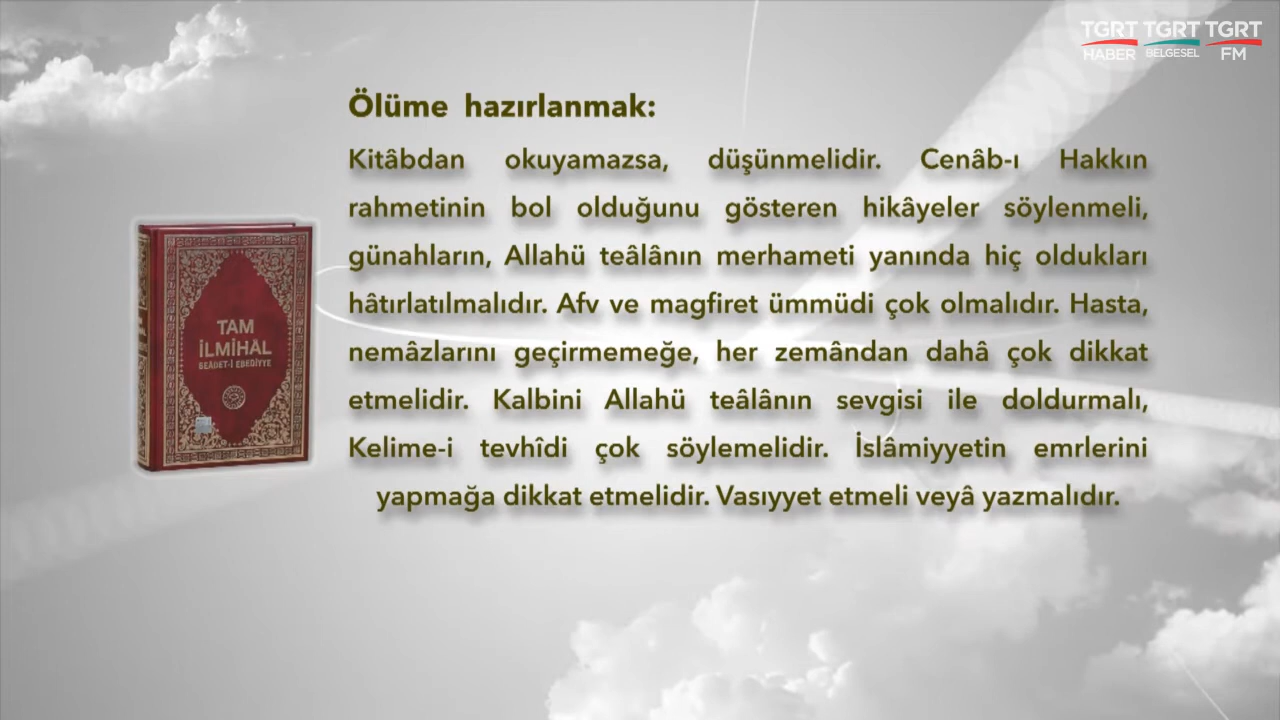 TGRT TGRT TGRT
HABER BELGESEL FM
Ölüme hazırlanmak:
Kitâbdan okuyamazsa, düşünmelidir. Cenâb-ı Hakkın
rahmetinin bol olduğunu gösteren hikâyeler söylenmeli,
günahların, Allahü teâlânın merhameti yanında hiç oldukları
hâtırlatılmalıdır. Afv ve magfiret ümmüdi çok olmalıdır. Hasta,
nemâzlarını geçirmemeğe, her zemândan dahâ çok dikkat
etmelidir. Kalbini Allahü teâlânın sevgisi ile doldurmalı,
Kelime-i tevhîdi çok söylemelidir. İslâmiyyetin emrlerini
yapmağa dikkat etmelidir. Vasıyyet etmeli veyâ yazmalıdır.
TAM
İLMİHAL
SEÂDET-İ EBEDİYYE